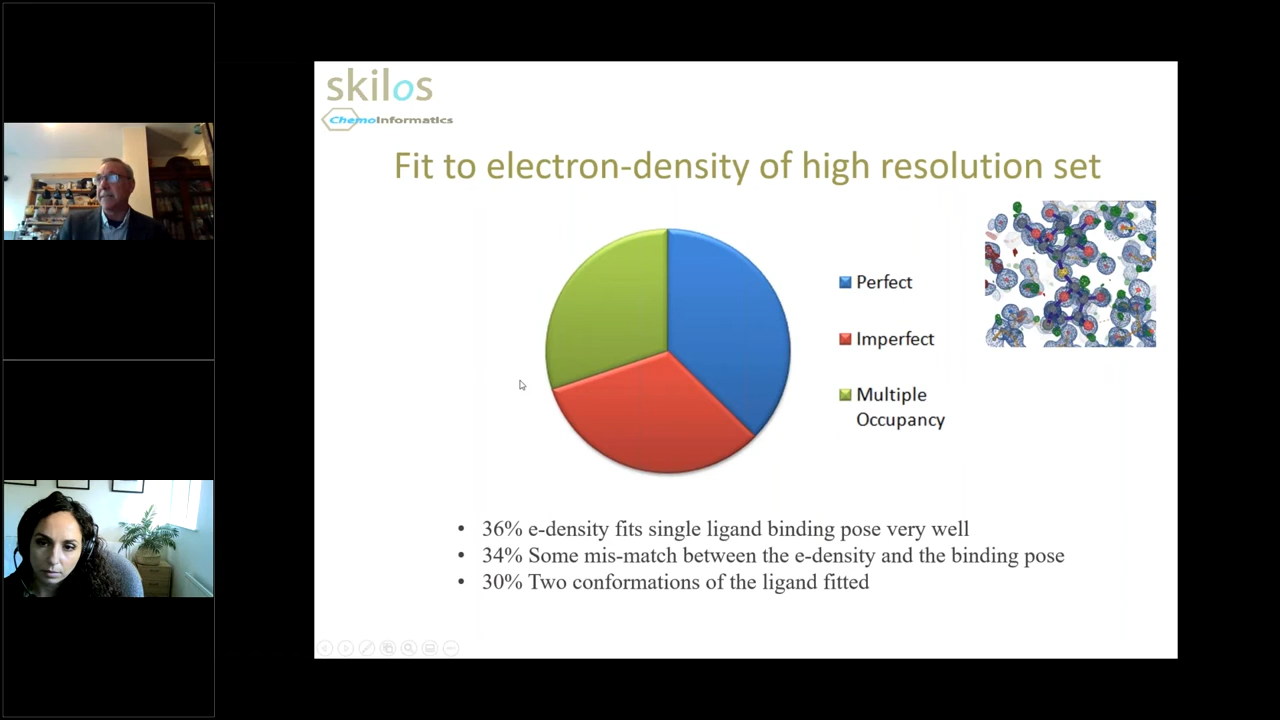 skilos
ChemoInformatics
Fit to electron-density of high resolution set
Perfect
Imperfect
Multiple
Occupancy
• 36% e-density fits single ligand binding pose very well
• 34% Some mis-match between the e-density and the binding pose
• 30% Two conformations of the ligand fitted